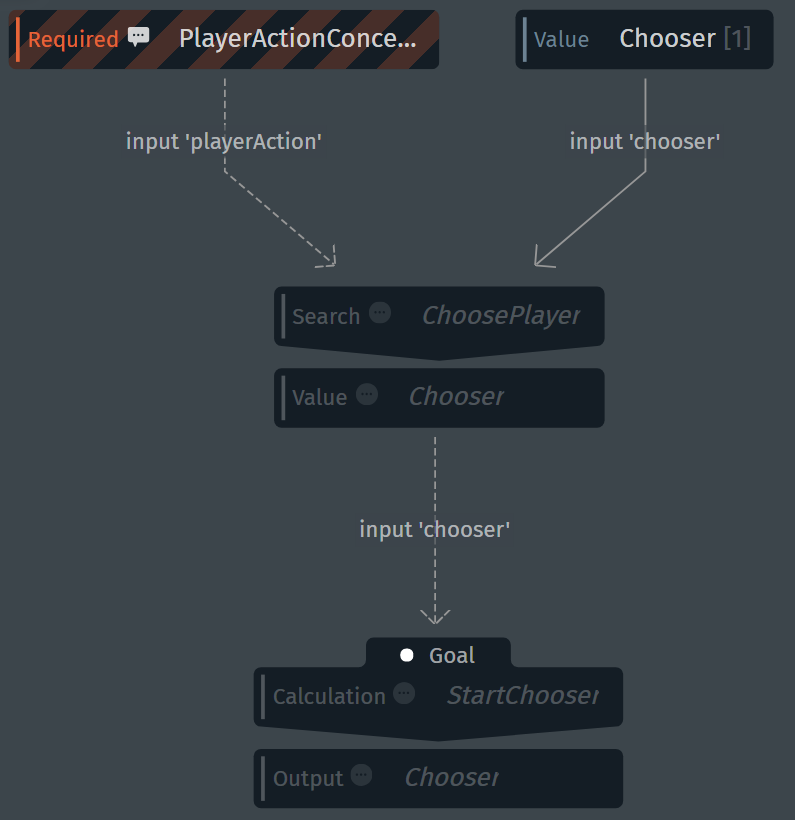 Required PlayerActionConce...
Value Chooser [1]
input 'playerAction'
input 'chooser'
Search ChoosePlayer
Value Chooser
input 'chooser'
Goal
Calculation StartChooser
Output Chooser